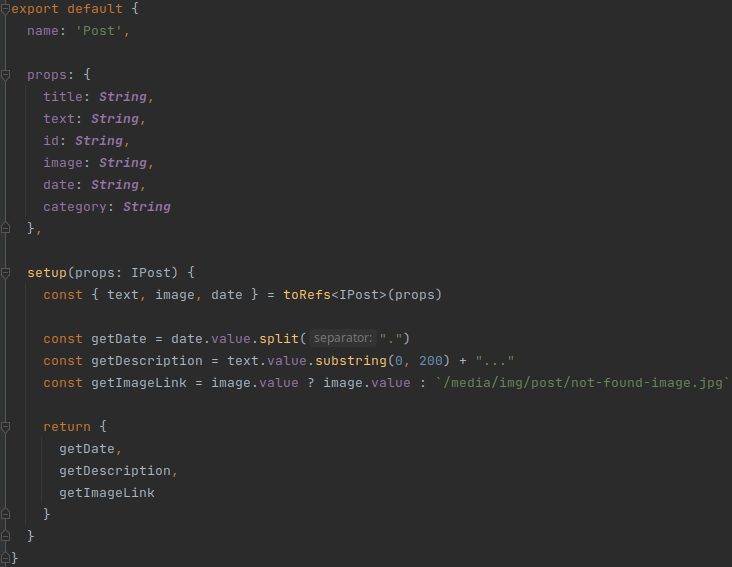 export default {
  name: 'Post',

  props: {
    title: String,
    text: String,
    id: String,
    image: String,
    date: String,
    category: String
  },

  setup(props: IPost) {
    const { text, image, date } = toRefs<IPost>(props)

    const getDate = date.value.split( separator: ".")
    const getDescription = text.value.substring(0, 200) + "..."
    const getImageLink = image.value ? image.value : `/media/img/post/not-found-image.jpg`

    return {
      getDate,
      getDescription,
      getImageLink
    }
  }
}